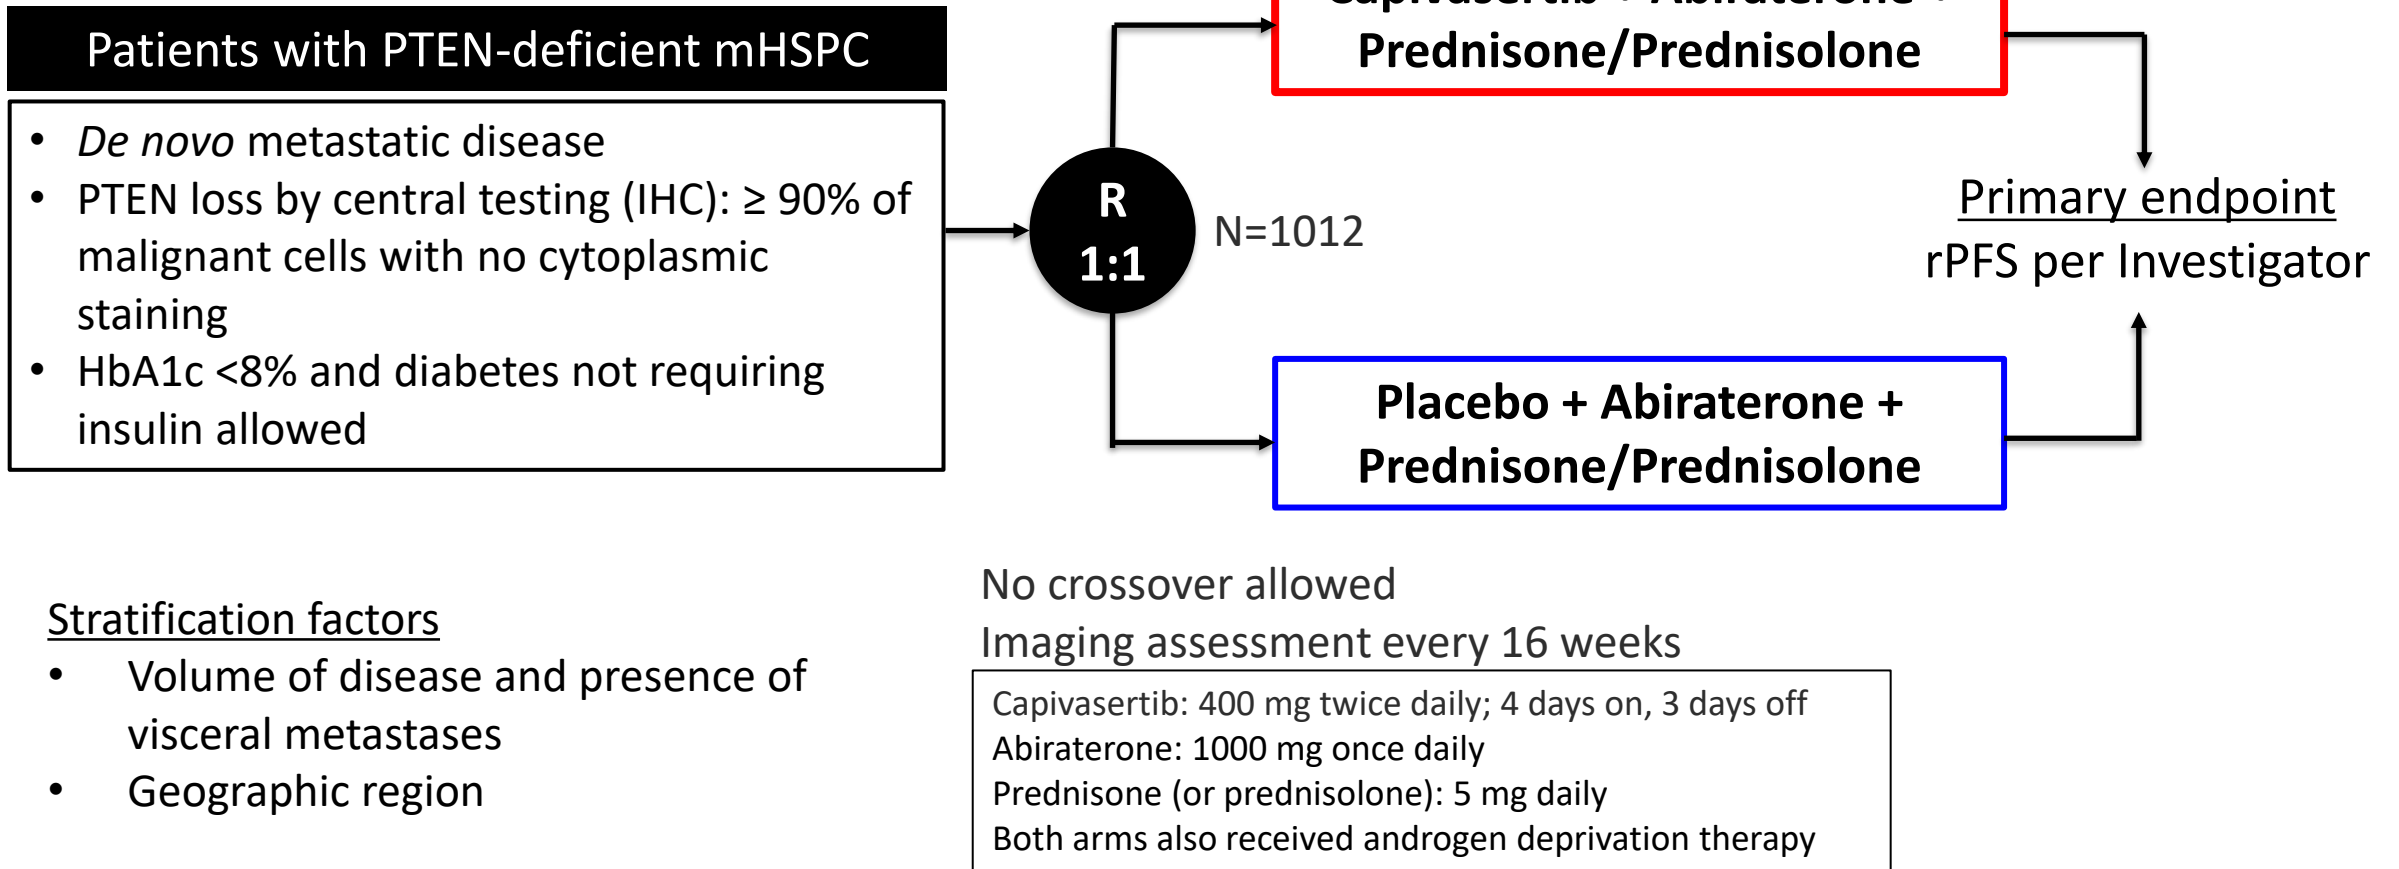 Capivasertib + Abiraterone +
Prednisone/Prednisolone
Patients with PTEN-deficient mHSPC
• De novo metastatic disease
• PTEN loss by central testing (IHC): ≥ 90% of
malignant cells with no cytoplasmic
staining
• HbA1c <8% and diabetes not requiring
insulin allowed
R
1:1
N=1012
Primary endpoint
rPFS per Investigator
Placebo + Abiraterone +
Prednisone/Prednisolone
Stratification factors
• Volume of disease and presence of
visceral metastases
• Geographic region
No crossover allowed
Imaging assessment every 16 weeks
Capivasertib: 400 mg twice daily; 4 days on, 3 days off
Abiraterone: 1000 mg once daily
Prednisone (or prednisolone): 5 mg daily
Both arms also received androgen deprivation therapy